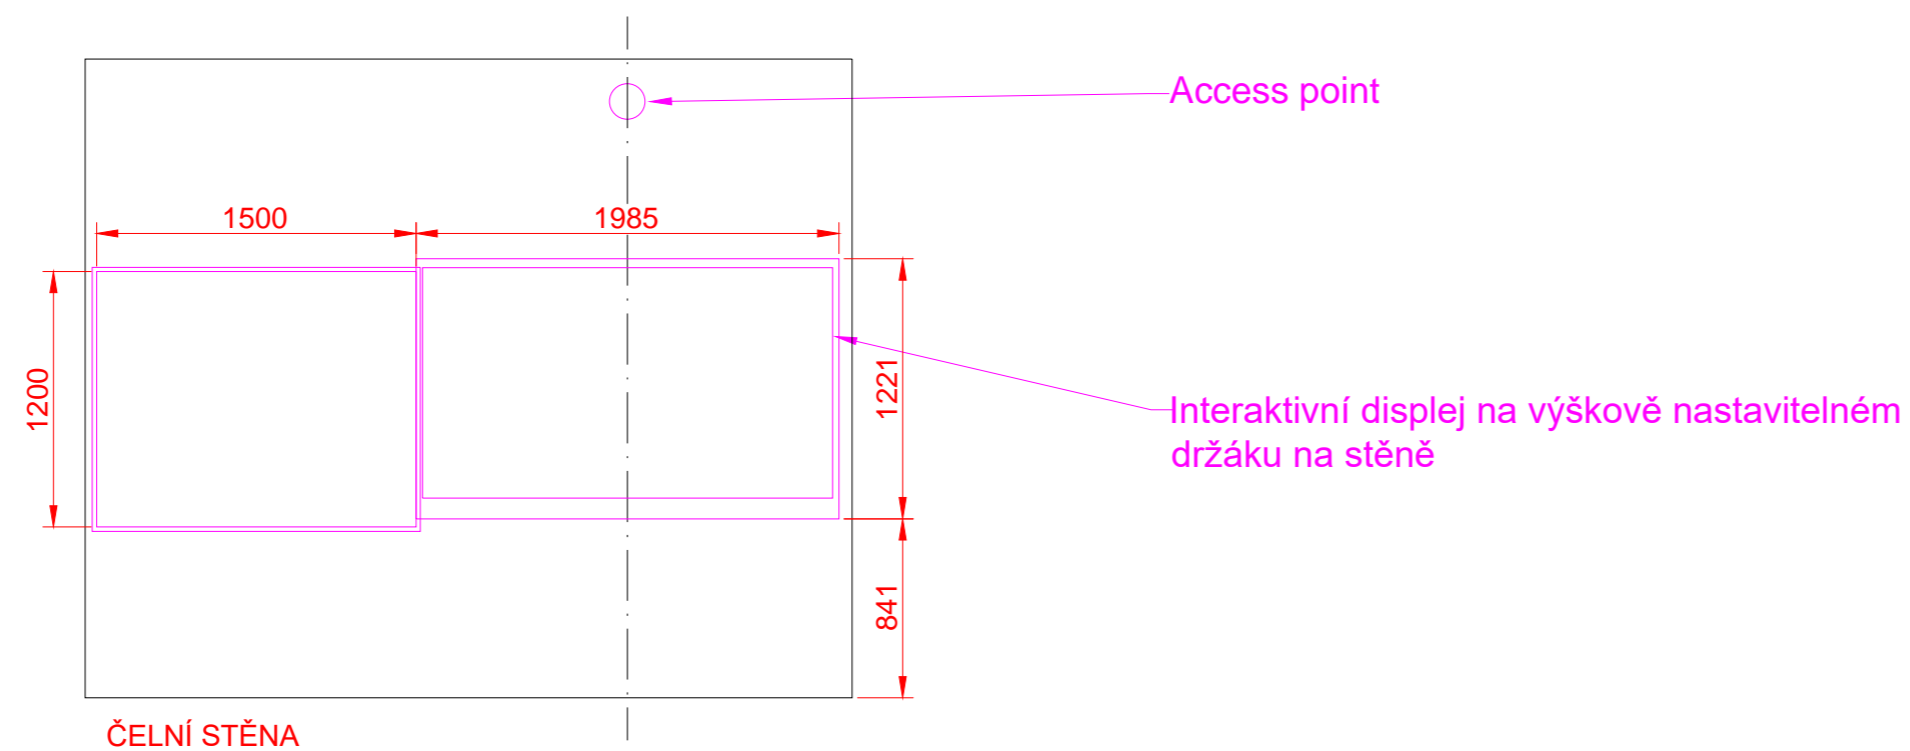 Access point
1500
1985
1200
1221
Interaktivní displej na výškově nastavitelném
držáku na stěně
841
ČELNÍ STĚNA